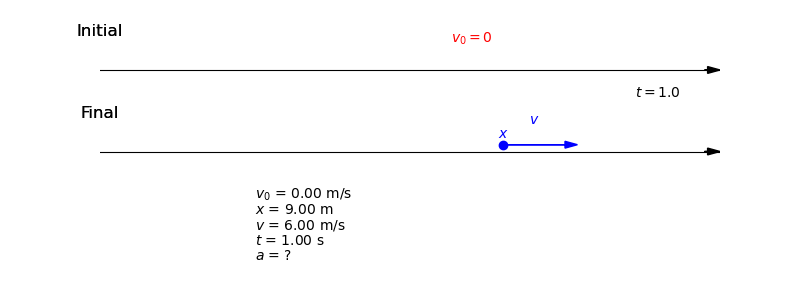 Initial
v₀ = 0
t = 1.0
Final
v
x
v₀ = 0.00 m/s
x = 9.00 m
v = 6.00 m/s
t = 1.00 s
a = ?